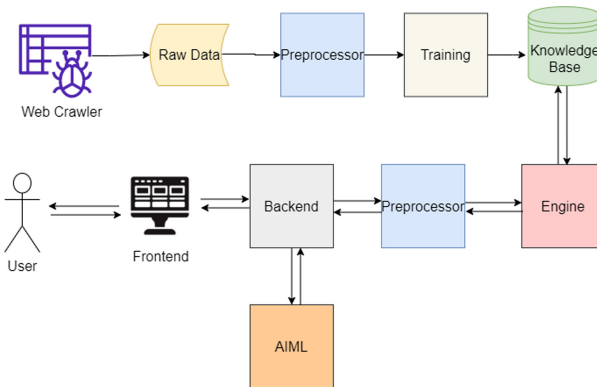 Web Crawler
Raw Data
Preprocessor
Training
Knowledge
Base
User
Frontend
Backend
Preprocessor
Engine
AIML